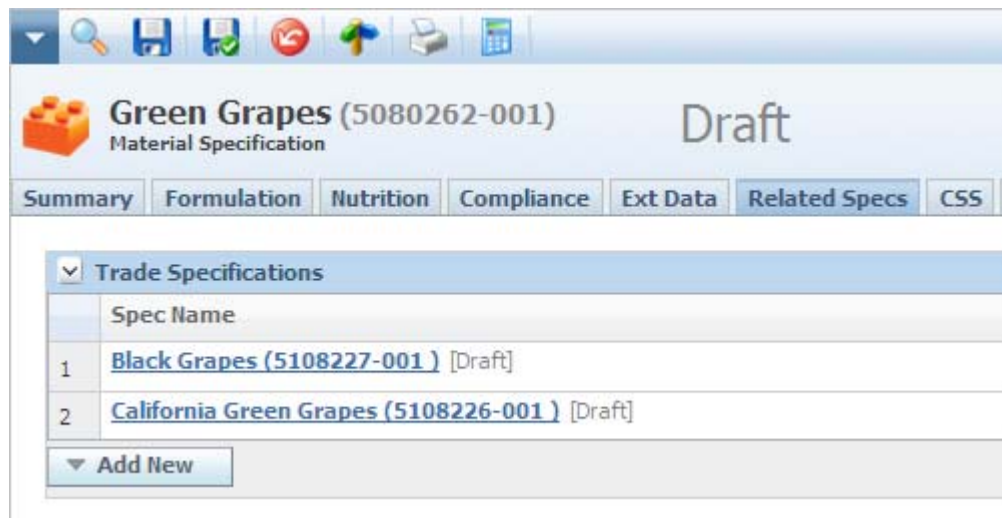 Green Grapes (5080262-001)
Draft
Material Specification
Summary Formulation Nutrition Compliance Ext Data Related Specs CSS
Trade Specifications
Spec Name
1 Black Grapes (5108227-001 ) [Draft]
2 California Green Grapes (5108226-001 ) [Draft]
Add New